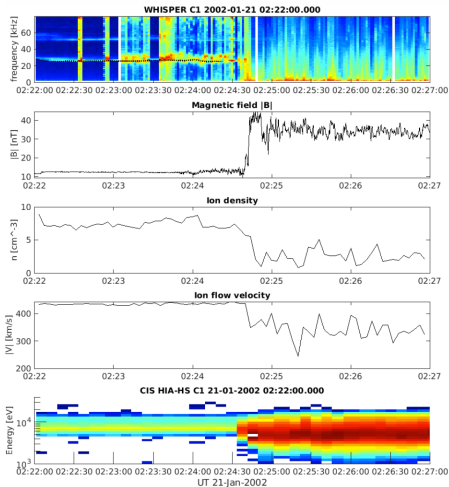 WHISPER C1 2002-01-21 02:22:00.000
frequency [kHz]
60
40
20
0
02:22:00 02:22:30 02:23:00 02:23:30 02:24:00 02:24:30 02:25:00 02:25:30 02:26:00 02:26:30 02:27:00
Magnetic field |B|
|B| [nT]
40
30
20
10
02:22 02:23 02:24 02:25 02:26 02:27
Ion density
n [cm^-3]
10
5
0
02:22 02:23 02:24 02:25 02:26 02:27
Ion flow velocity
|V| [km/s]
400
300
200
02:22 02:23 02:24 02:25 02:26 02:27
CIS HIA-HS C1 21-01-2002 02:22:00.000
Energy [eV]
10^4
10^3
02:22:00 02:22:30 02:23:00 02:23:30 02:24:00 02:24:30 02:25:00 02:25:30 02:26:00 02:26:30 02:27:00
UT 21-Jan-2002